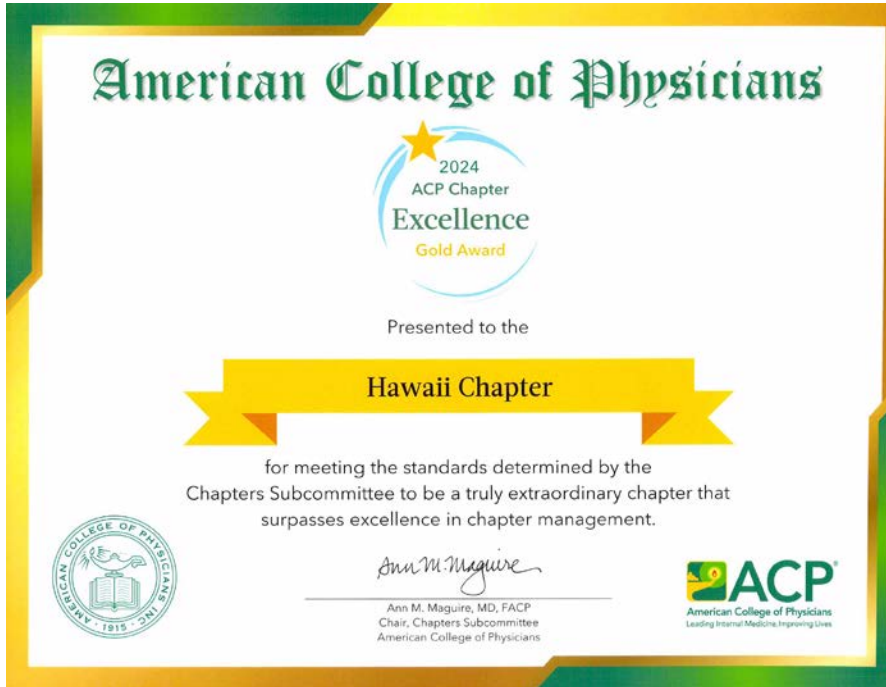 American College of Physicians
2024
ACP Chapter
Excellence
Gold Award
Presented to the
Hawaii Chapter
for meeting the standards determined by the
Chapters Subcommittee to be a truly extraordinary chapter that
surpasses excellence in chapter management.
AMERICAN COLLEGE OF PHYSICIANS INC.
· 1915 ·
Ann M. Maguire
Ann M. Maguire, MD, FACP
Chair, Chapters Subcommittee
American College of Physicians
ACP®
American College of Physicians
Leading Internal Medicine, Improving Lives